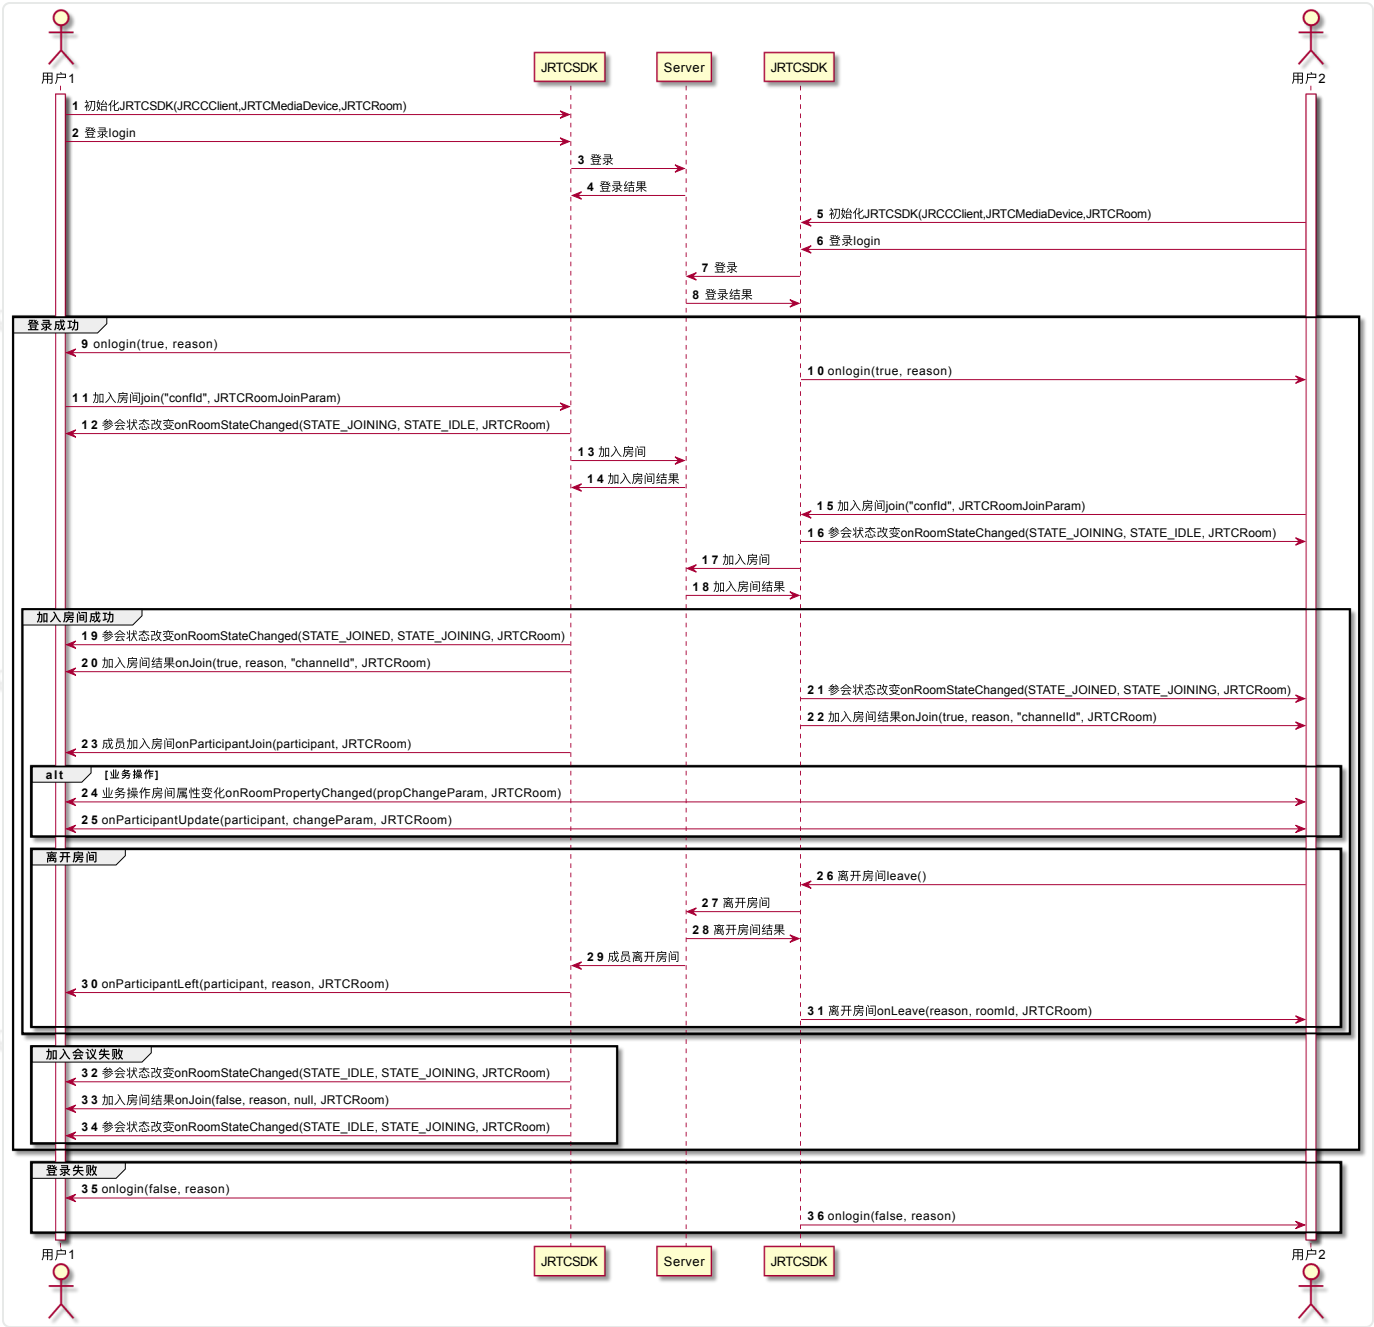 用户1
JRTCSDK
Server
JRTCSDK
用户2
1 初始化JRTCSDK(JRCCClient,JRTCMediaDevice,JRTCRoom)
2 登录login
3 登录
4 登录结果
5 初始化JRTCSDK(JRCCClient,JRTCMediaDevice,JRTCRoom)
6 登录login
7 登录
8 登录结果
登录成功
9 onlogin(true, reason)
10 onlogin(true, reason)
11 加入房间join("confId", JRTCRoomJoinParam)
12 参会状态改变onRoomStateChanged(STATE_JOINING, STATE_IDLE, JRTCRoom)
13 加入房间
14 加入房间结果
15 加入房间join("confId", JRTCRoomJoinParam)
16 参会状态改变onRoomStateChanged(STATE_JOINING, STATE_IDLE, JRTCRoom)
17 加入房间
18 加入房间结果
加入房间成功
19 参会状态改变onRoomStateChanged(STATE_JOINED, STATE_JOINING, JRTCRoom)
20 加入房间结果onJoin(true, reason, "channelId", JRTCRoom)
21 参会状态改变onRoomStateChanged(STATE_JOINED, STATE_JOINING, JRTCRoom)
22 加入房间结果onJoin(true, reason, "channelId", JRTCRoom)
23 成员加入房间onParticipantJoin(participant, JRTCRoom)
alt [业务操作]
24 业务操作房间属性变化onRoomPropertyChanged(propChangeParam, JRTCRoom)
25 onParticipantUpdate(participant, changeParam, JRTCRoom)
离开房间
26 离开房间leave()
27 离开房间
28 离开房间结果
29 成员离开房间
30 onParticipantLeft(participant, reason, JRTCRoom)
31 离开房间onLeave(reason, roomId, JRTCRoom)
加入会议失败
32 参会状态改变onRoomStateChanged(STATE_IDLE, STATE_JOINING, JRTCRoom)
33 加入房间结果onJoin(false, reason, null, JRTCRoom)
34 参会状态改变onRoomStateChanged(STATE_IDLE, STATE_JOINING, JRTCRoom)
登录失败
35 onlogin(false, reason)
36 onlogin(false, reason)
用户1
JRTCSDK
Server
JRTCSDK
用户2